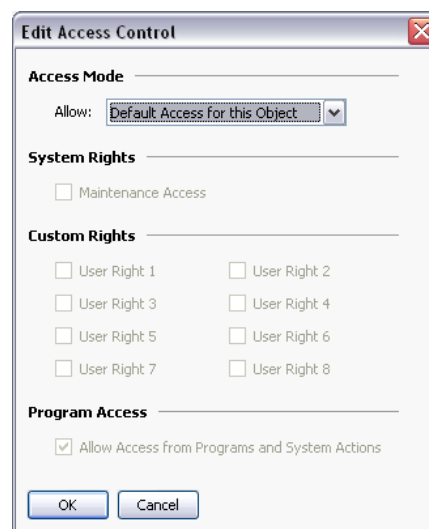 Edit Access Control
Access Mode
Allow: Default Access for this Object
System Rights
Maintenance Access
Custom Rights
User Right 1 User Right 2
User Right 3 User Right 4
User Right 5 User Right 6
User Right 7 User Right 8
Program Access
Allow Access from Programs and System Actions
OK Cancel